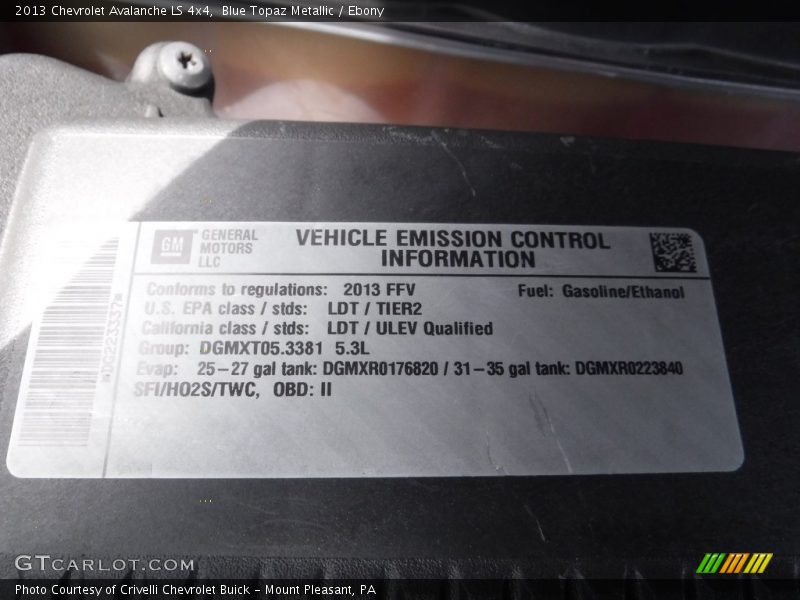 2013 Chevrolet Avalanche LS 4x4, Blue Topaz Metallic / Ebony
GM
GENERAL
MOTORS
LLC
VEHICLE EMISSION CONTROL
INFORMATION
Conforms to regulations: 2013 FFV
Fuel: Gasoline/Ethanol
U.S. EPA class / stds: LDT / TIER2
California class / stds: LDT / ULEV Qualified
Group: DGMXT05.3381 5.3L
Evap: 25–27 gal tank: DGMXR0176820 / 31–35 gal tank: DGMXR0223840
SFI/HO2S/TWC, OBD: II
GTCARLOT.COM
Photo Courtesy of Crivelli Chevrolet Buick – Mount Pleasant, PA